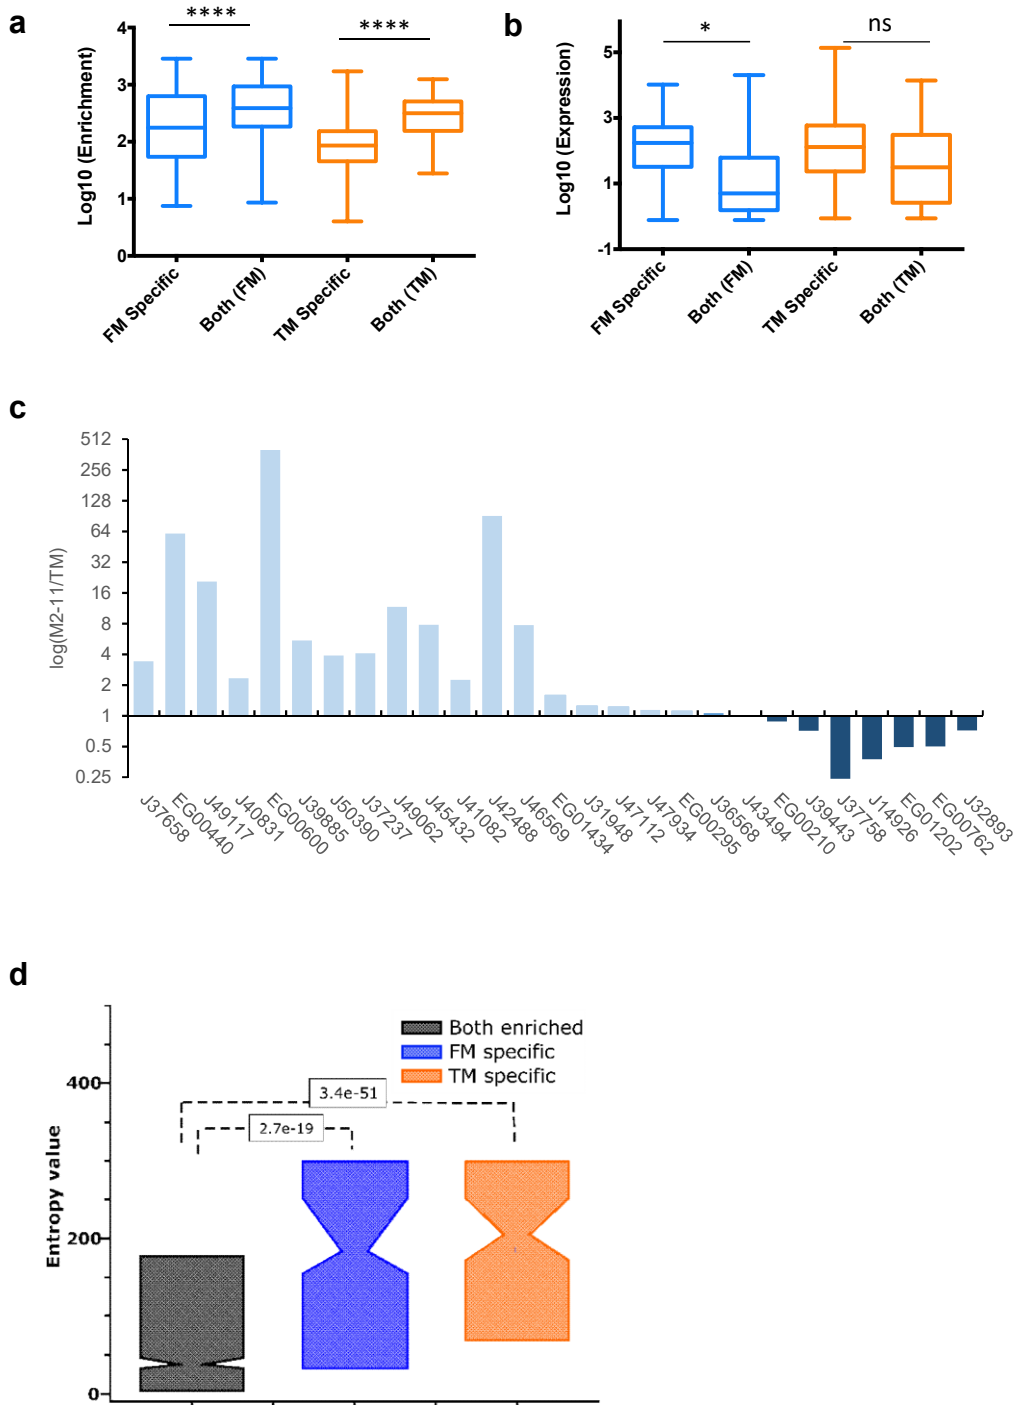 a
****
****
Log10 (Enrichment)
4
3
2
1
0
FM Specific
Both (FM)
TM Specific
Both (TM)
b
*
ns
Log10 (Expression)
5
3
1
-1
FM Specific
Both (FM)
TM Specific
Both (TM)
c
log(M2-11/TM)
512
256
128
64
32
16
8
4
2
1
0.5
0.25
J37658
EG00440
J49117
J40831
EG00600
J39885
J50390
J37237
J49062
J45432
J41082
J42488
J46569
EG01434
J31948
J47112
J47934
EG00295
J36568
J43494
EG00210
J39443
J37758
J14926
EG01202
EG00762
J32893
d
Both enriched
FM specific
TM specific
3.4e-51
2.7e-19
Entropy value
400
200
0